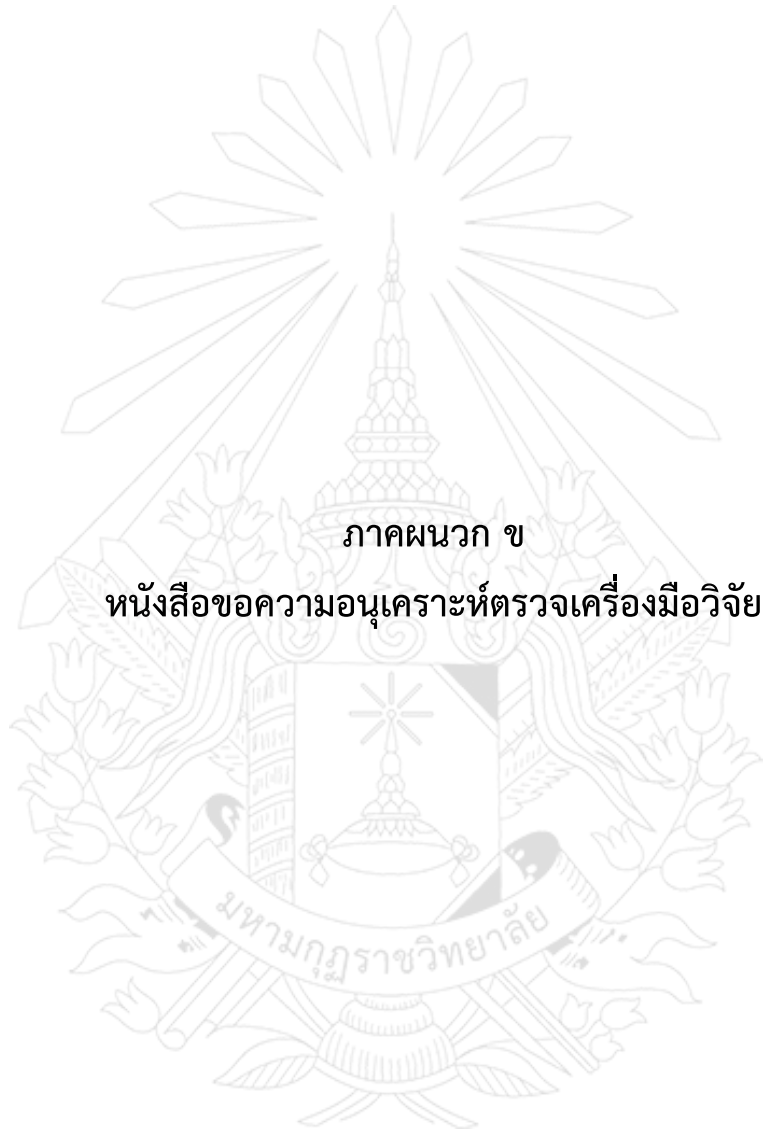 ภาคผนวก ข
หนังสือขอความอนุเคราะห์ตรวจเครื่องมือวิจัย
มหามกุฏราชวิทยาลัย